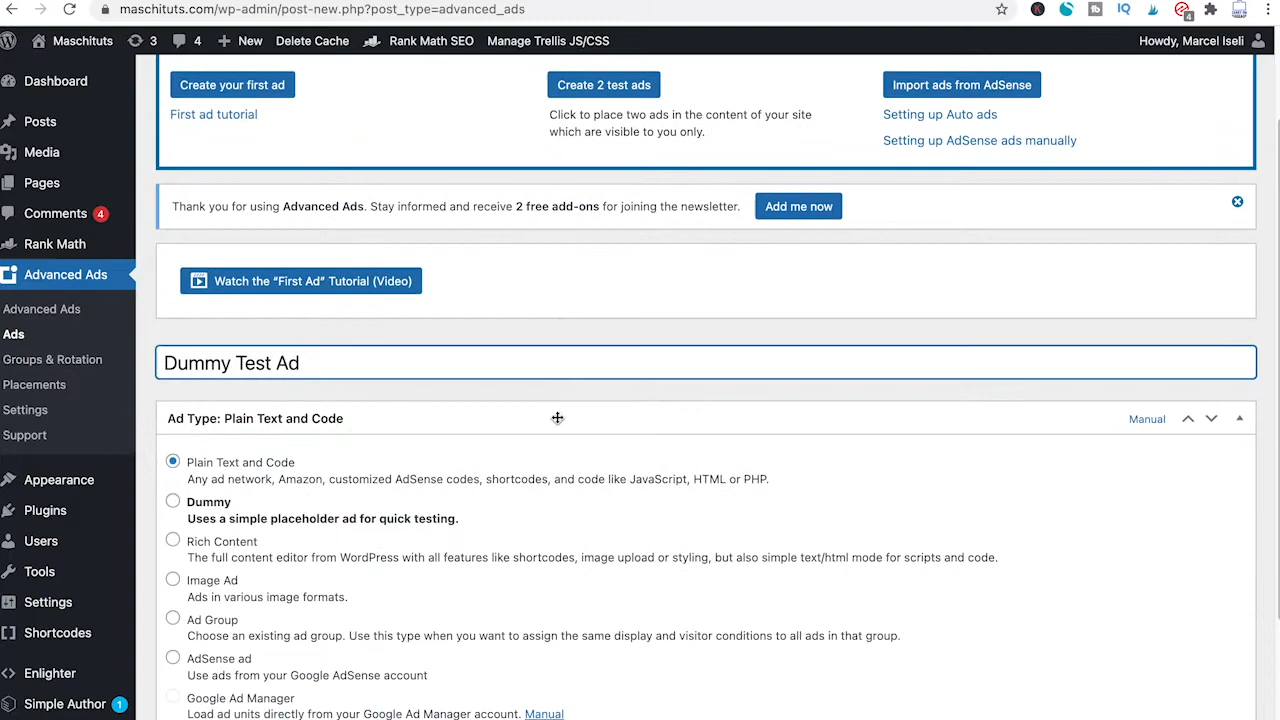 maschituts.com/wp-admin/post-new.php?post_type=advanced_ads
Maschituts 3 4 New Delete Cache Rank Math SEO Manage Trellis JS/CSS Howdy, Marcel Iseli
Dashboard
Posts
Media
Pages
Comments 4
Rank Math
Advanced Ads
Advanced Ads
Ads
Groups & Rotation
Placements
Settings
Support
Appearance
Plugins
Users
Tools
Settings
Shortcodes
Enlighter
Simple Author 1
Create your first ad
First ad tutorial
Create 2 test ads
Click to place two ads in the content of your site
which are visible to you only.
Import ads from AdSense
Setting up Auto ads
Setting up AdSense ads manually
Thank you for using Advanced Ads. Stay informed and receive 2 free add-ons for joining the newsletter. Add me now
Watch the “First Ad” Tutorial (Video)
Dummy Test Ad
Ad Type: Plain Text and Code Manual
Plain Text and Code
Any ad network, Amazon, customized AdSense codes, shortcodes, and code like JavaScript, HTML or PHP.
Dummy
Uses a simple placeholder ad for quick testing.
Rich Content
The full content editor from WordPress with all features like shortcodes, image upload or styling, but also simple text/html mode for scripts and code.
Image Ad
Ads in various image formats.
Ad Group
Choose an existing ad group. Use this type when you want to assign the same display and visitor conditions to all ads in that group.
AdSense ad
Use ads from your Google AdSense account
Google Ad Manager
Load ad units directly from your Google Ad Manager account. Manual